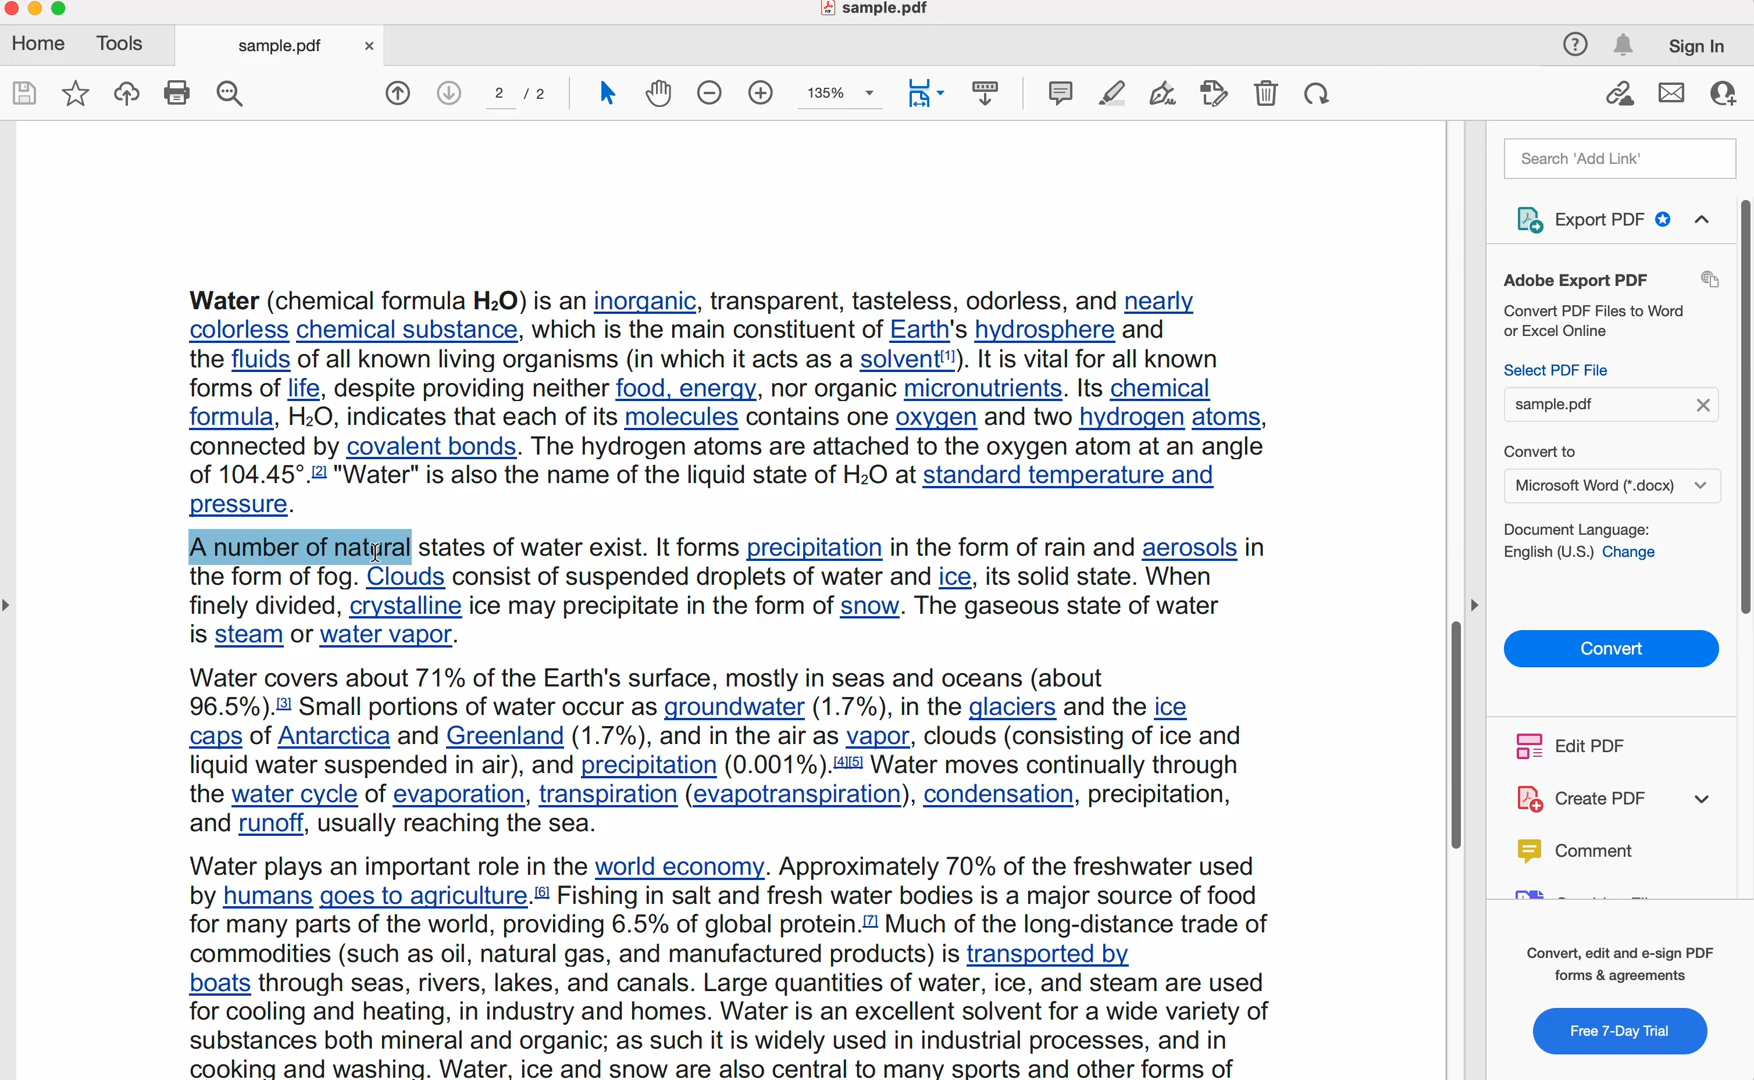 sample.pdf
Home Tools sample.pdf × Sign In
2 / 2 135%
Search 'Add Link'
Export PDF
Adobe Export PDF
Convert PDF Files to Word
or Excel Online
Select PDF File
sample.pdf
Convert to
Microsoft Word (*.docx)
Document Language:
English (U.S.) Change
Convert
Edit PDF
Create PDF
Comment
Convert, edit and e-sign PDF
forms & agreements
Free 7-Day Trial
Water (chemical formula H₂O) is an inorganic, transparent, tasteless, odorless, and nearly
colorless chemical substance, which is the main constituent of Earth's hydrosphere and
the fluids of all known living organisms (in which it acts as a solvent[1]). It is vital for all known
forms of life, despite providing neither food, energy, nor organic micronutrients. Its chemical
formula, H₂O, indicates that each of its molecules contains one oxygen and two hydrogen atoms,
connected by covalent bonds. The hydrogen atoms are attached to the oxygen atom at an angle
of 104.45°.[2] "Water" is also the name of the liquid state of H₂O at standard temperature and
pressure.
A number of natural states of water exist. It forms precipitation in the form of rain and aerosols in
the form of fog. Clouds consist of suspended droplets of water and ice, its solid state. When
finely divided, crystalline ice may precipitate in the form of snow. The gaseous state of water
is steam or water vapor.
Water covers about 71% of the Earth's surface, mostly in seas and oceans (about
96.5%).[3] Small portions of water occur as groundwater (1.7%), in the glaciers and the ice
caps of Antarctica and Greenland (1.7%), and in the air as vapor, clouds (consisting of ice and
liquid water suspended in air), and precipitation (0.001%).[4][5] Water moves continually through
the water cycle of evaporation, transpiration (evapotranspiration), condensation, precipitation,
and runoff, usually reaching the sea.
Water plays an important role in the world economy. Approximately 70% of the freshwater used
by humans goes to agriculture.[6] Fishing in salt and fresh water bodies is a major source of food
for many parts of the world, providing 6.5% of global protein.[7] Much of the long-distance trade of
commodities (such as oil, natural gas, and manufactured products) is transported by
boats through seas, rivers, lakes, and canals. Large quantities of water, ice, and steam are used
for cooling and heating, in industry and homes. Water is an excellent solvent for a wide variety of
substances both mineral and organic; as such it is widely used in industrial processes, and in
cooking and washing. Water, ice and snow are also central to many sports and other forms of